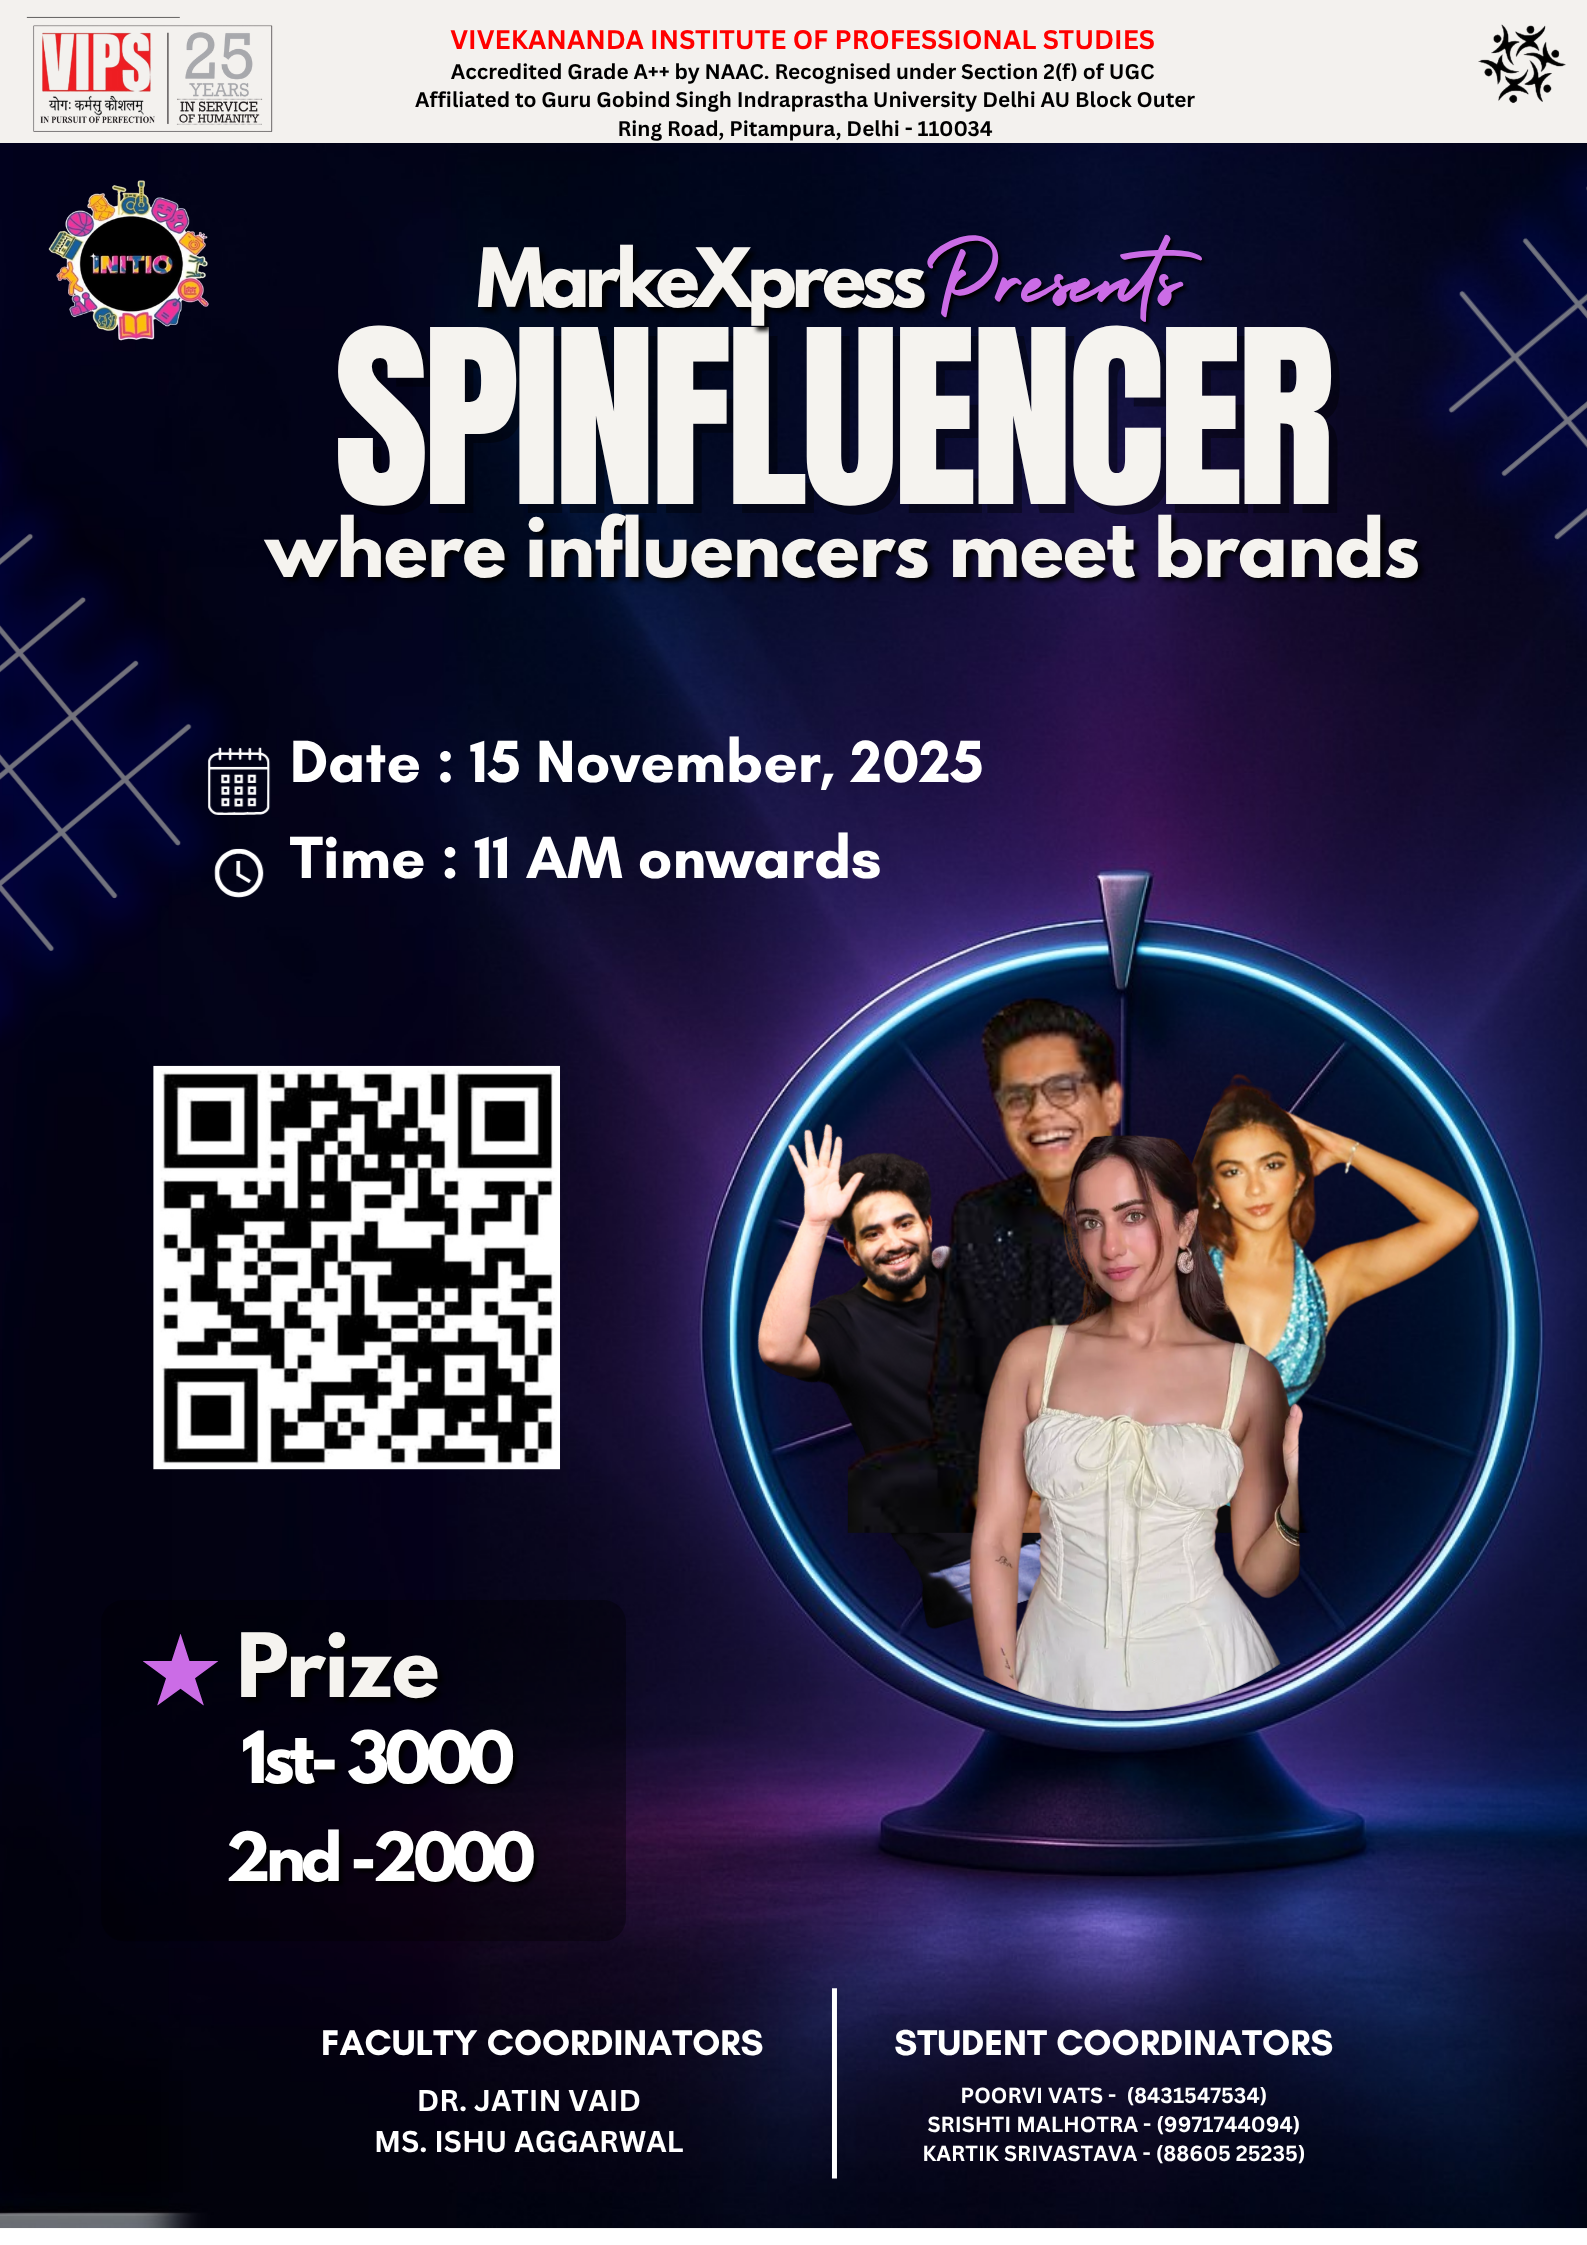 VIPS
योगः कर्मसु कौशलम्
IN PURSUIT OF PERFECTION
25
YEARS
IN SERVICE
OF HUMANITY
VIVEKANANDA INSTITUTE OF PROFESSIONAL STUDIES
Accredited Grade A++ by NAAC. Recognised under Section 2(f) of UGC
Affiliated to Guru Gobind Singh Indraprastha University Delhi AU Block Outer
Ring Road, Pitampura, Delhi - 110034
INITIO
MarkeXpress Presents
SPINFLUENCER
where influencers meet brands
Date : 15 November, 2025
Time : 11 AM onwards
Prize
1st- 3000
2nd -2000
FACULTY COORDINATORS
DR. JATIN VAID
MS. ISHU AGGARWAL
STUDENT COORDINATORS
POORVI VATS - (8431547534)
SRISHTI MALHOTRA - (9971744094)
KARTIK SRIVASTAVA - (88605 25235)